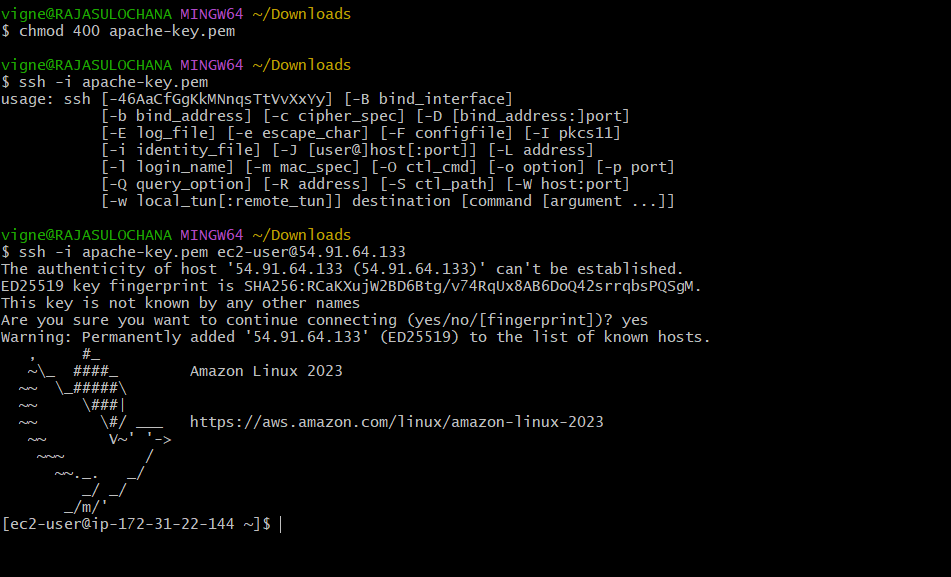 vigne@RAJASULOCHANA MINGW64 ~/Downloads
$ chmod 400 apache-key.pem

vigne@RAJASULOCHANA MINGW64 ~/Downloads
$ ssh -i apache-key.pem
usage: ssh [-46AaCfGgKkMNnqsTtVvXxYy] [-B bind_interface]
           [-b bind_address] [-c cipher_spec] [-D [bind_address:]port]
           [-E log_file] [-e escape_char] [-F configfile] [-I pkcs11]
           [-i identity_file] [-J [user@]host[:port]] [-L address]
           [-l login_name] [-m mac_spec] [-O ctl_cmd] [-o option] [-p port]
           [-Q query_option] [-R address] [-S ctl_path] [-W host:port]
           [-w local_tun[:remote_tun]] destination [command [argument ...]]

vigne@RAJASULOCHANA MINGW64 ~/Downloads
$ ssh -i apache-key.pem ec2-user@54.91.64.133
The authenticity of host '54.91.64.133 (54.91.64.133)' can't be established.
ED25519 key fingerprint is SHA256:RCaKXujW2BD6Btg/v74RqUx8AB6DoQ42srrqbsPQSgM.
This key is not known by any other names
Are you sure you want to continue connecting (yes/no/[fingerprint])? yes
Warning: Permanently added '54.91.64.133' (ED25519) to the list of known hosts.
   ,     #_
   ~\_  ####_        Amazon Linux 2023
  ~~  \_#####\
  ~~     \###|
  ~~       \#/ ___   https://aws.amazon.com/linux/amazon-linux-2023
   ~~       V~' '->
    ~~~         /
      ~~._.   _/
         _/ _/
       _/m/'
[ec2-user@ip-172-31-22-144 ~]$